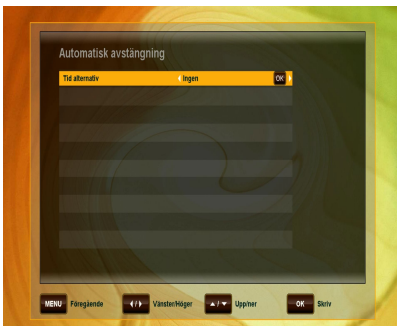 Automatisk avstängning
Tid alternativ Ingen OK
MENU Föregående Vänster/Höger Upp/ner OK Skriv